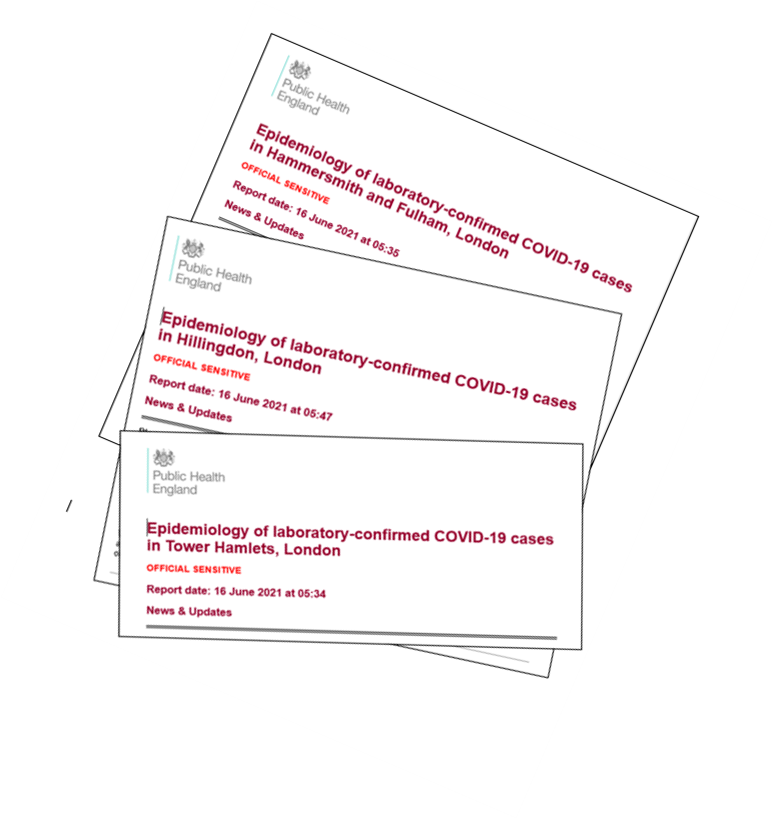 Public Health
England
Epidemiology of laboratory-confirmed COVID-19 cases
in Hammersmith and Fulham, London
OFFICIAL SENSITIVE
Report date: 16 June 2021 at 05:35
News & Updates
Public Health
England
Epidemiology of laboratory-confirmed COVID-19 cases
in Hillingdon, London
OFFICIAL SENSITIVE
Report date: 16 June 2021 at 05:47
News & Updates
Public Health
England
Epidemiology of laboratory-confirmed COVID-19 cases
in Tower Hamlets, London
OFFICIAL SENSITIVE
Report date: 16 June 2021 at 05:34
News & Updates
/